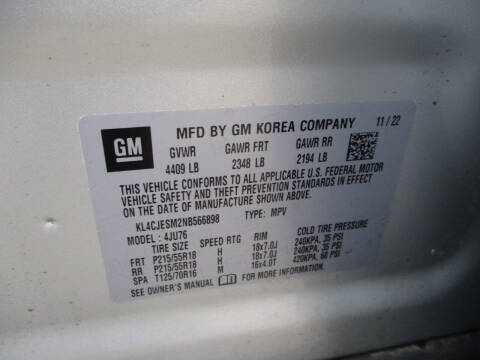 GM
MFD BY GM KOREA COMPANY 11/22
GVWR GAWR FRT GAWR RR
4409 LB 2348 LB 2194 LB
THIS VEHICLE CONFORMS TO ALL APPLICABLE U.S. FEDERAL MOTOR
VEHICLE SAFETY AND THEFT PREVENTION STANDARDS IN EFFECT
ON THE DATE OF MANUFACTURE SHOWN ABOVE.
KL4CJESM2NB566898 TYPE: MPV
MODEL: 4JU76
TIRE SIZE SPEED RTG RIM COLD TIRE PRESSURE
FRT P215/55R18 H 18x7.0J 240KPA, 35 PSI
RR P215/55R18 H 18x7.0J 240KPA, 35 PSI
SPA T125/70R16 M 16x4.0T 420KPA, 60 PSI
SEE OWNER'S MANUAL FOR MORE INFORMATION.